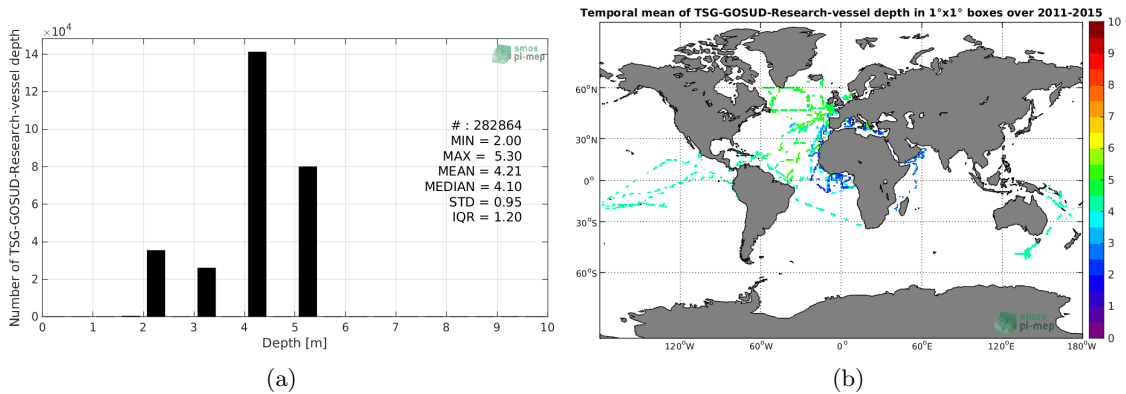 ×10⁴
Number of TSG-GOSUD-Research-vessel depth
14
12
10
8
6
4
2
0
smos
pi-mep
# : 282864
MIN = 2.00
MAX = 5.30
MEAN = 4.21
MEDIAN = 4.10
STD = 0.95
IQR = 1.20
0 1 2 3 4 5 6 7 8 9 10
Depth [m]
(a)
Temporal mean of TSG-GOSUD-Research-vessel depth in 1°x1° boxes over 2011-2015
60°N
30°N
0°
30°S
60°S
120°W 60°W 0° 60°E 120°E 180°W
smos
pi-mep
10
9
8
7
6
5
4
3
2
1
0
(b)